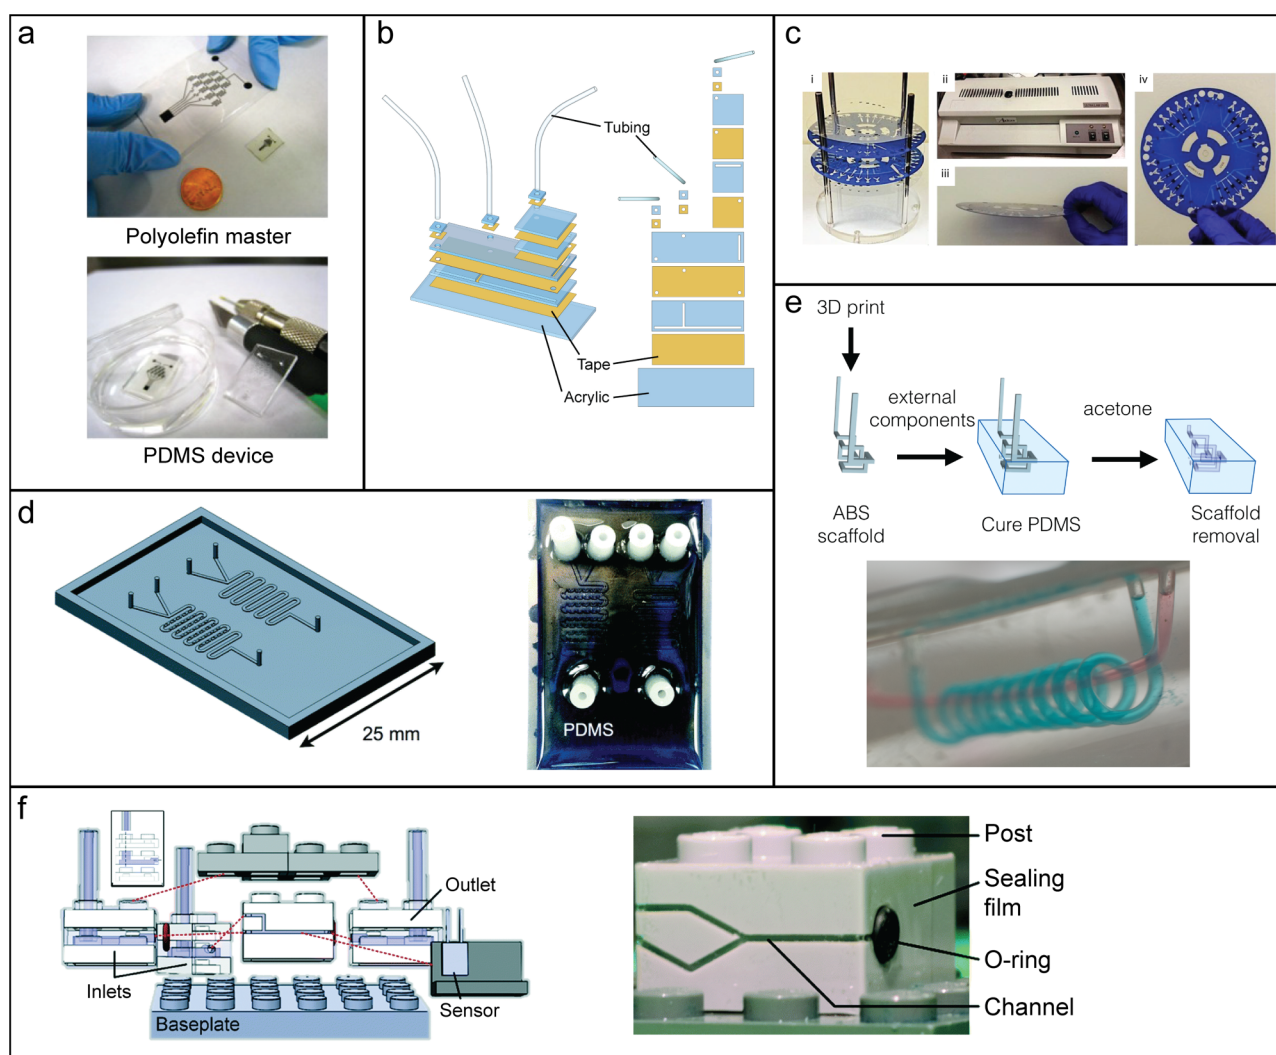 a
Polyolefin master
PDMS device
b
Tubing
Tape
Acrylic
c
i
ii
iii
iv
d
25 mm
PDMS
e
3D print
external
components
acetone
ABS
scaffold
Cure PDMS
Scaffold
removal
f
Outlet
Inlets
Sensor
Baseplate
Post
Sealing
film
O-ring
Channel